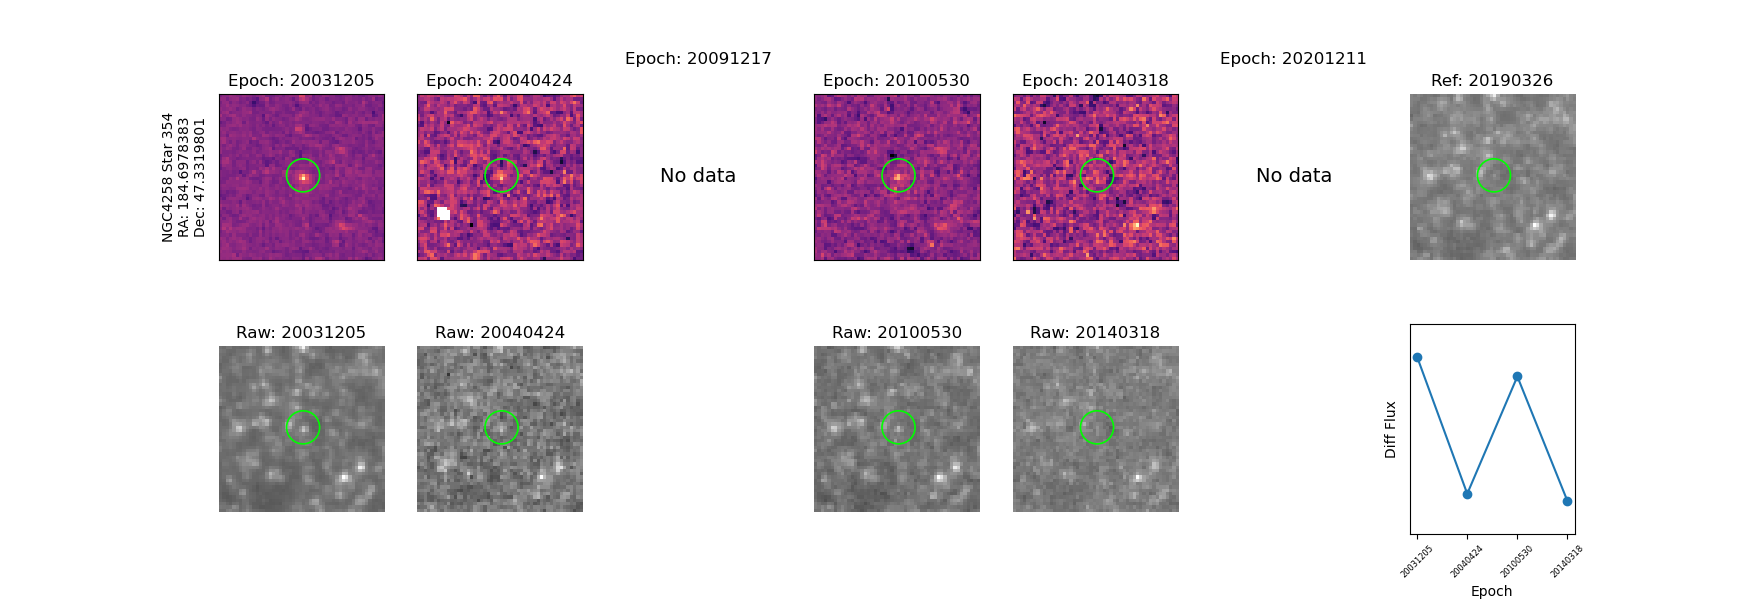 Epoch: 20031205
Epoch: 20040424
Epoch: 20091217
Epoch: 20100530
Epoch: 20140318
Epoch: 20201211
Ref: 20190326
NGC4258 Star 354
RA: 184.6978383
Dec: 47.3319801
No data
No data
Raw: 20031205
Raw: 20040424
Raw: 20100530
Raw: 20140318
Diff Flux
20031205
20040424
20100530
20140318
Epoch